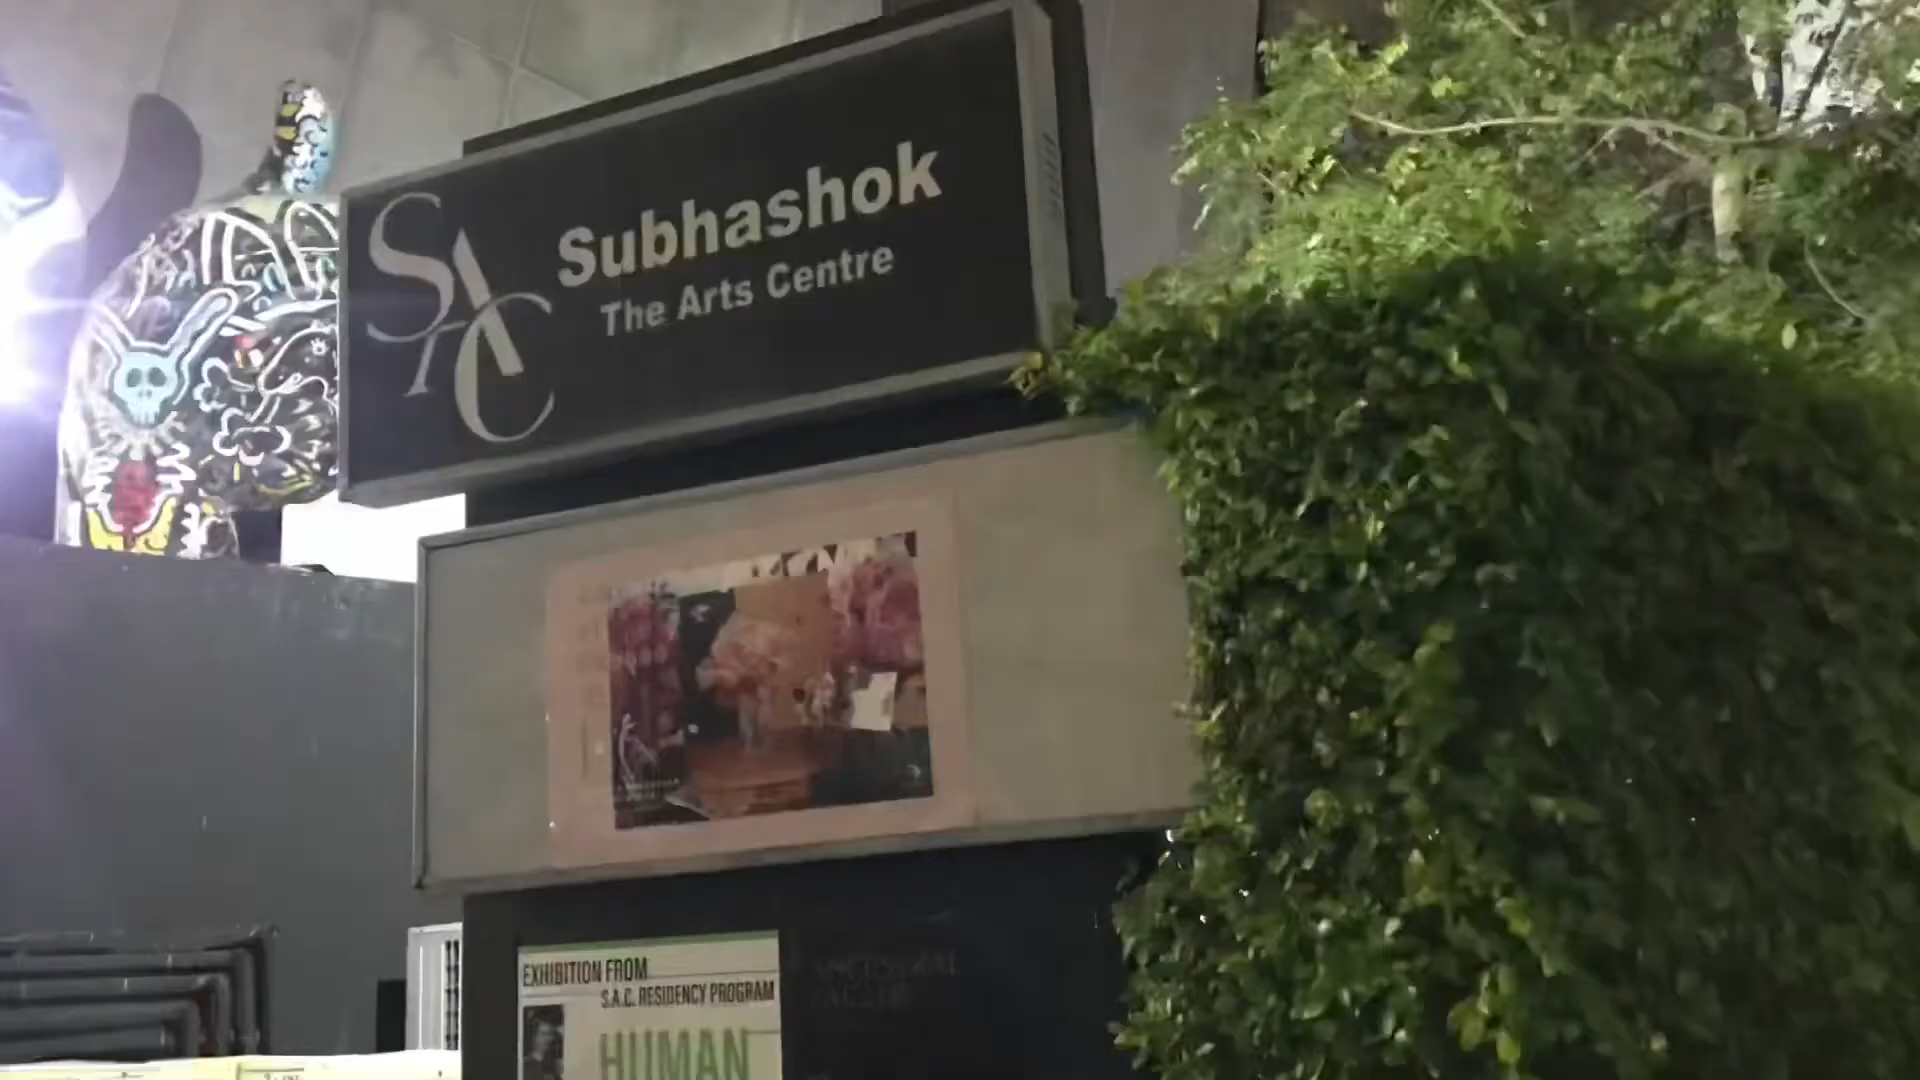 SAC
Subhashok
The Arts Centre
EXHIBITION FROM
S.A.C. RESIDENCY PROGRAM
HUMAN